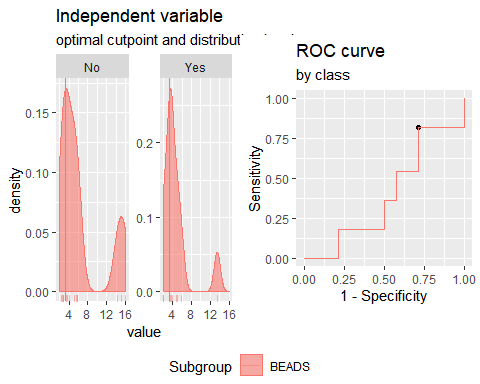 Independent variable
optimal cutpoint and distribut
No
Yes
density
0.15
0.10
0.05
0.00
0.2
0.1
0.0
4 8 12 16
4 8 12 16
value
ROC curve
by class
Sensitivity
1.00
0.75
0.50
0.25
0.00
0.00 0.25 0.50 0.75 1.00
1 - Specificity
Subgroup
BEADS